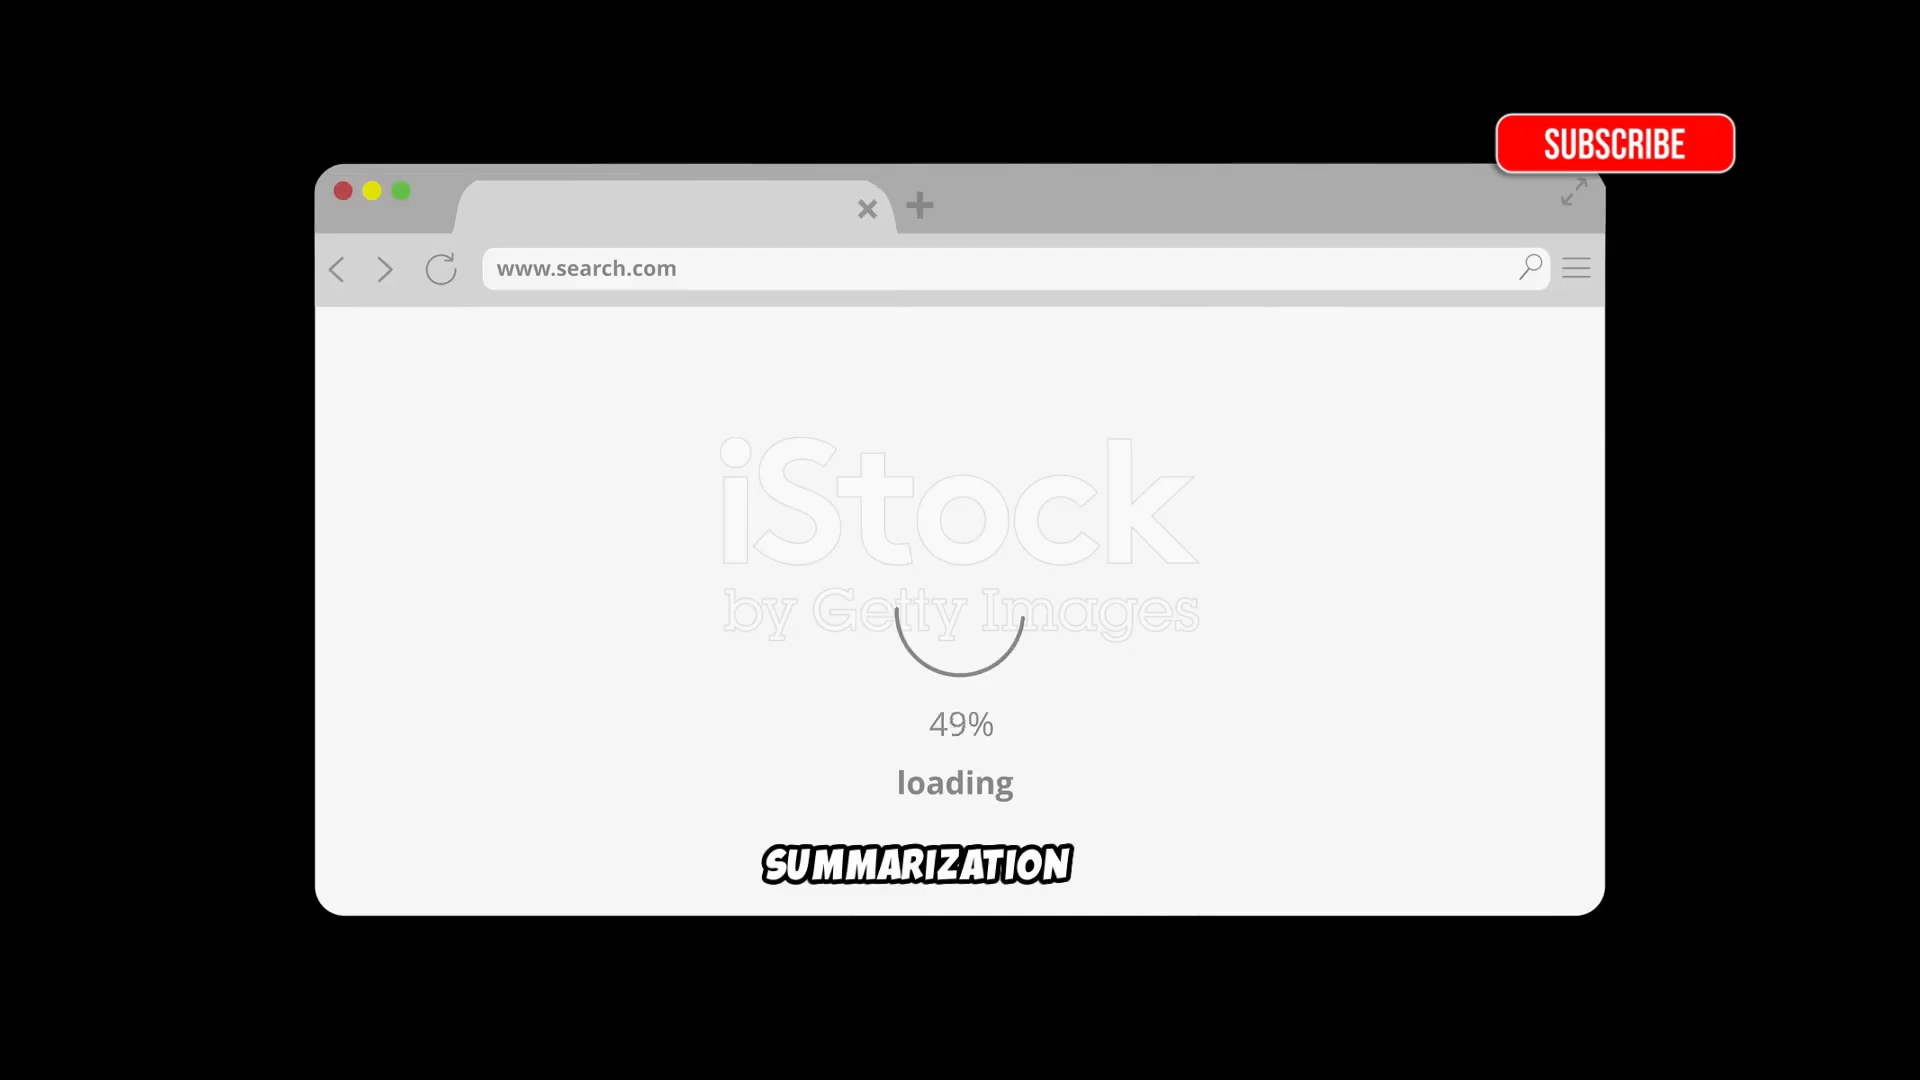 SUBSCRIBE
www.search.com
iStock
by Getty Images
49%
loading
SUMMARIZATION